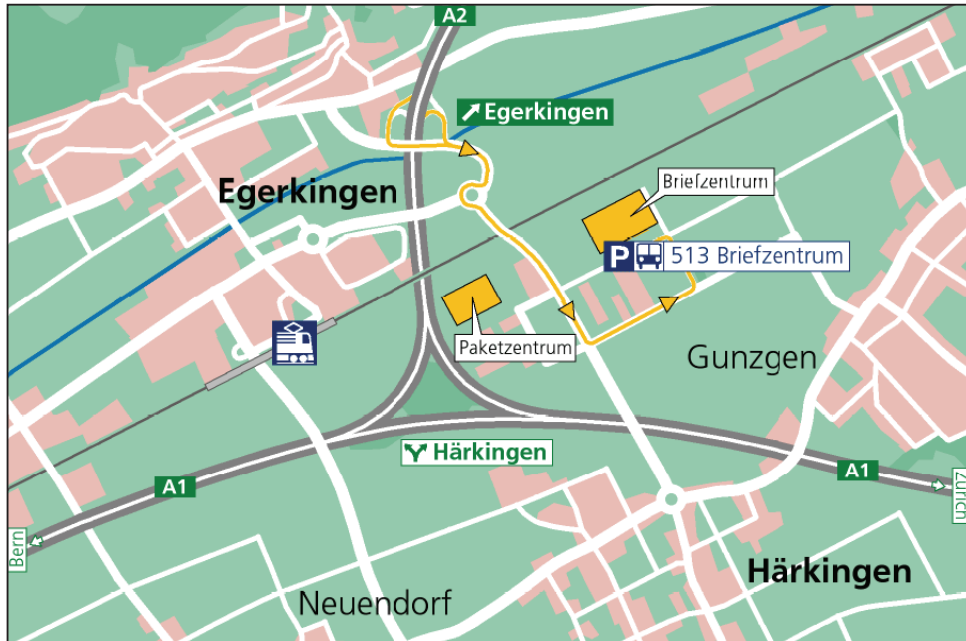 A2
Egerkingen
Egerkingen
Briefzentrum
P 513 Briefzentrum
Paketzentrum
Gunzgen
Härkingen
A1
A1
Zürich
Bern
Härkingen
Neuendorf